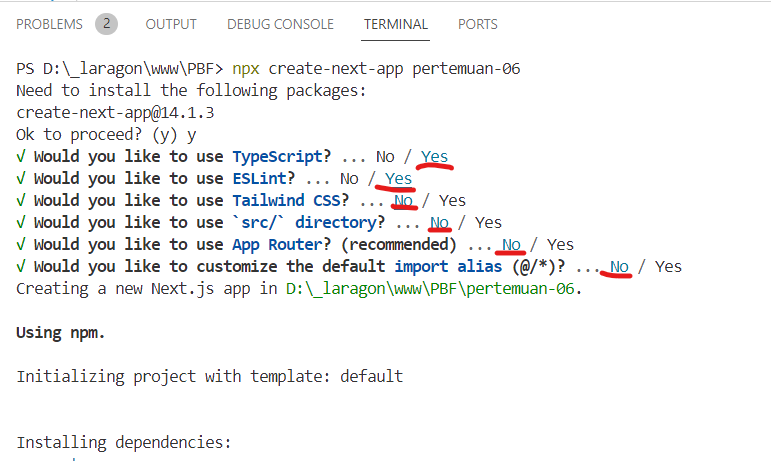 PROBLEMS 2 OUTPUT DEBUG CONSOLE TERMINAL PORTS
PS D:\_laragon\www\PBF> npx create-next-app pertemuan-06
Need to install the following packages:
create-next-app@14.1.3
Ok to proceed? (y) y
√ Would you like to use TypeScript? ... No / Yes
√ Would you like to use ESLint? ... No / Yes
√ Would you like to use Tailwind CSS? ... No / Yes
√ Would you like to use `src/` directory? ... No / Yes
√ Would you like to use App Router? (recommended) ... No / Yes
√ Would you like to customize the default import alias (@/*)? ... No / Yes
Creating a new Next.js app in D:\_laragon\www\PBF\pertemuan-06.
Using npm.
Initializing project with template: default
Installing dependencies: